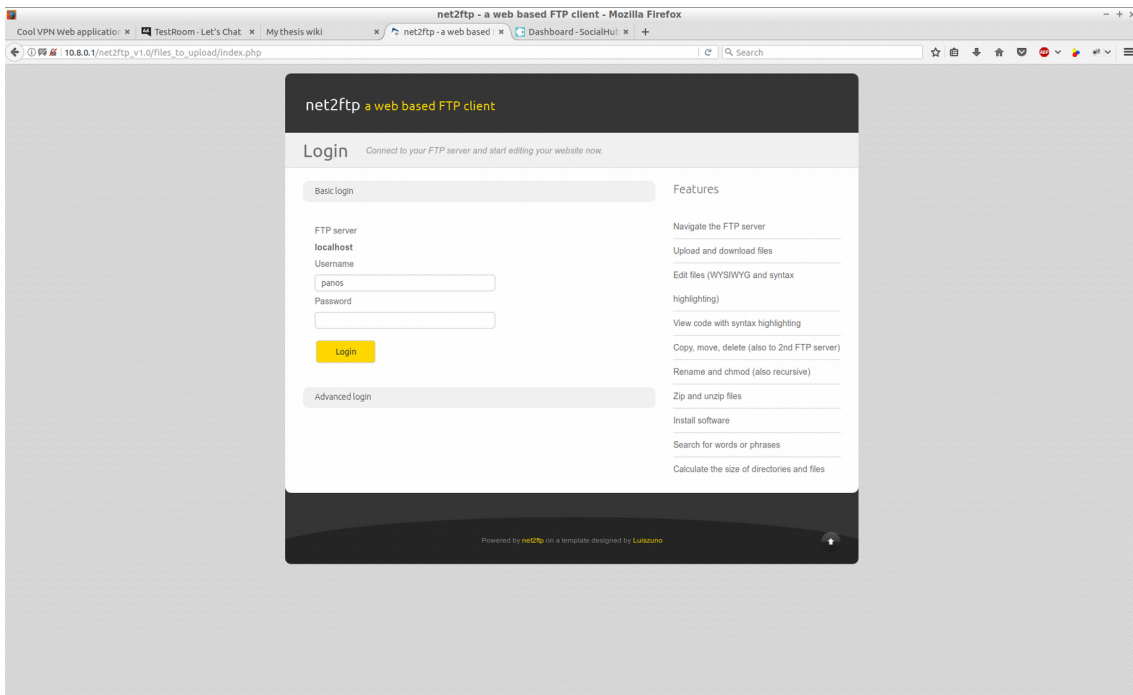 net2ftp - a web based FTP client - Mozilla Firefox
Cool VPN Web application
TestRoom · Let's Chat
My thesis wiki
net2ftp - a web based
Dashboard - SocialHub
10.8.0.1/net2ftp_v1.0/files_to_upload/index.php
Search
ABP
net2ftp a web based FTP client
Login Connect to your FTP server and start editing your website now.
Basic login
FTP server
localhost
Username
panos
Password
Login
Advanced login
Features
Navigate the FTP server
Upload and download files
Edit files (WYSIWYG and syntax
highlighting)
View code with syntax highlighting
Copy, move, delete (also to 2nd FTP server)
Rename and chmod (also recursive)
Zip and unzip files
Install software
Search for words or phrases
Calculate the size of directories and files
Powered by net2ftp on a template designed by Luiszuno